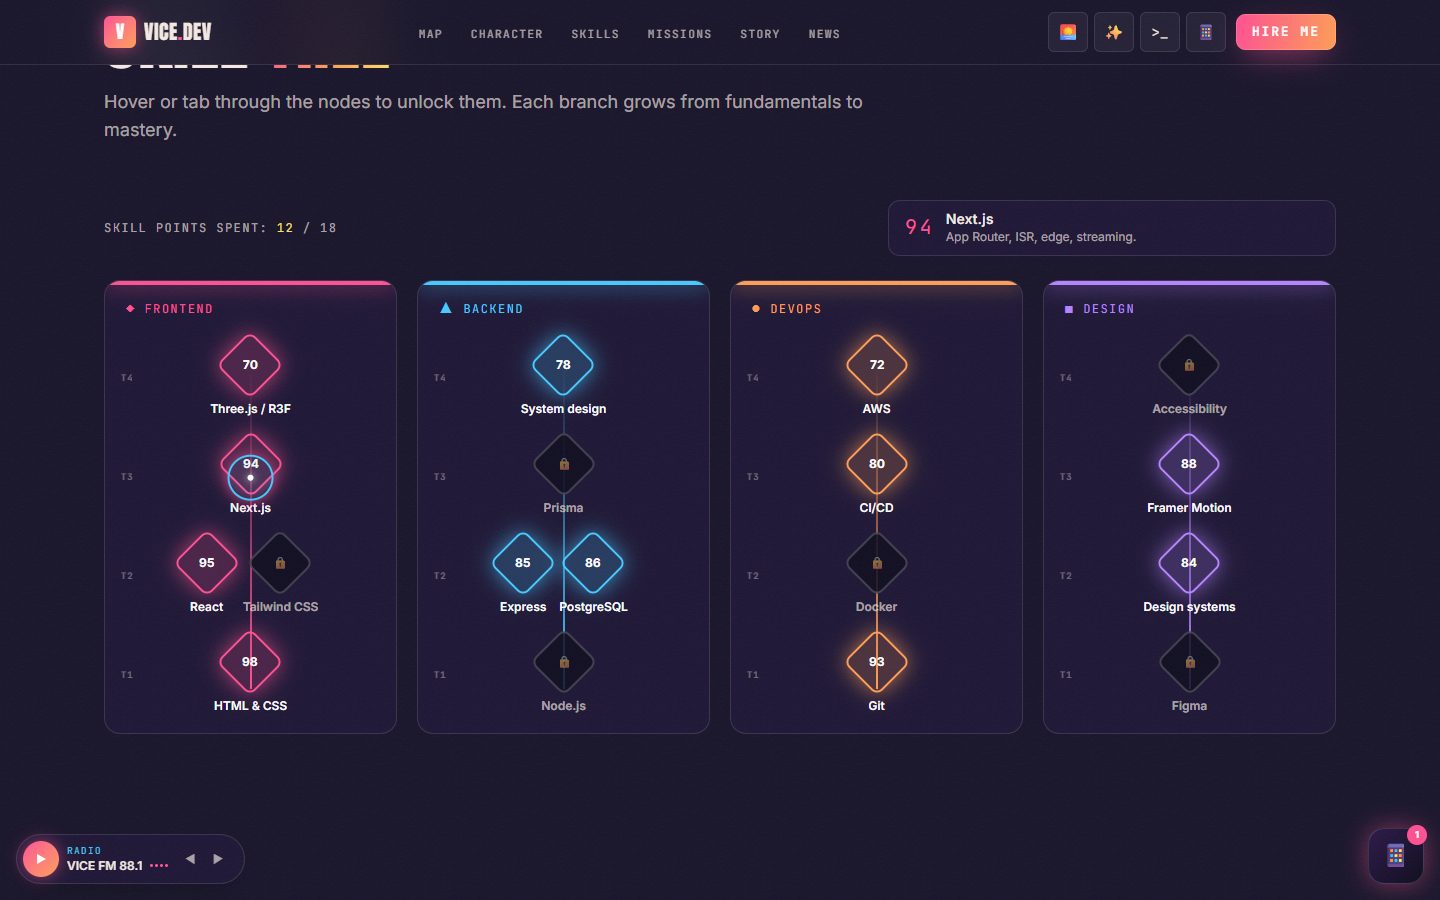 V VICE.DEV
MAP CHARACTER SKILLS MISSIONS STORY NEWS
>_
HIRE ME
Hover or tab through the nodes to unlock them. Each branch grows from fundamentals to
mastery.
SKILL POINTS SPENT: 12 / 18
94 Next.js
App Router, ISR, edge, streaming.
FRONTEND
T4 70
Three.js / R3F
T3 94
Next.js
T2 95
React Tailwind CSS
T1 98
HTML & CSS
BACKEND
T4 78
System design
T3
Prisma
T2 85 86
Express PostgreSQL
T1
Node.js
DEVOPS
T4 72
AWS
T3 80
CI/CD
T2
Docker
T1 93
Git
DESIGN
T4
Accessibility
T3 88
Framer Motion
T2 84
Design systems
T1
Figma
RADIO
VICE FM 88.1
1